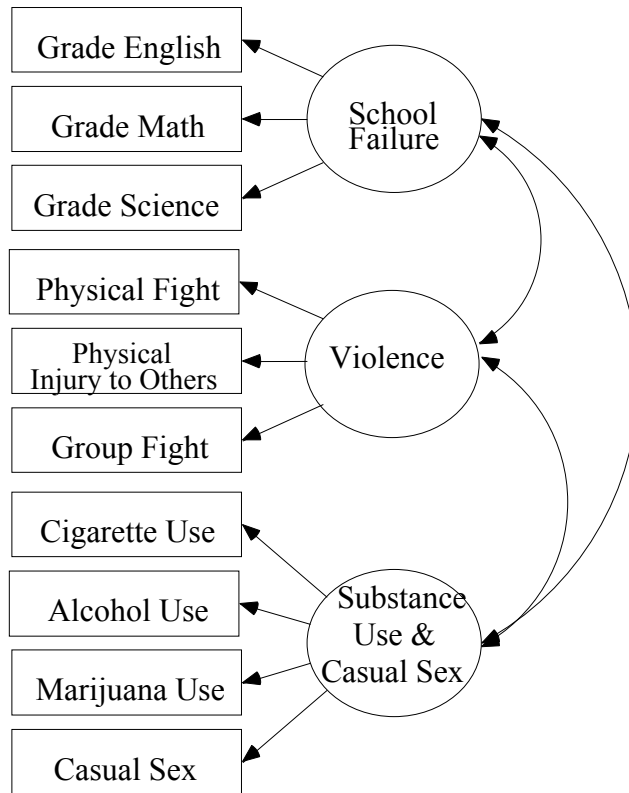 Grade English
Grade Math
Grade Science
School
Failure
Physical Fight
Physical
Injury to Others
Group Fight
Violence
Cigarette Use
Alcohol Use
Marijuana Use
Casual Sex
Substance
Use &
Casual Sex